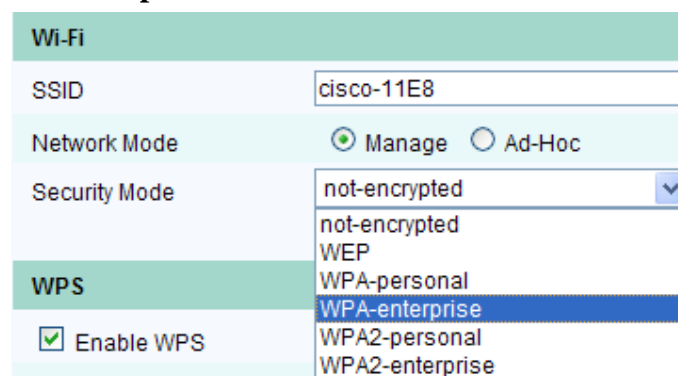 Wi-Fi
SSID cisco-11E8
Network Mode Manage Ad-Hoc
Security Mode not-encrypted
not-encrypted
WEP
WPA-personal
WPS
WPA-enterprise
Enable WPS WPA2-personal
WPA2-enterprise